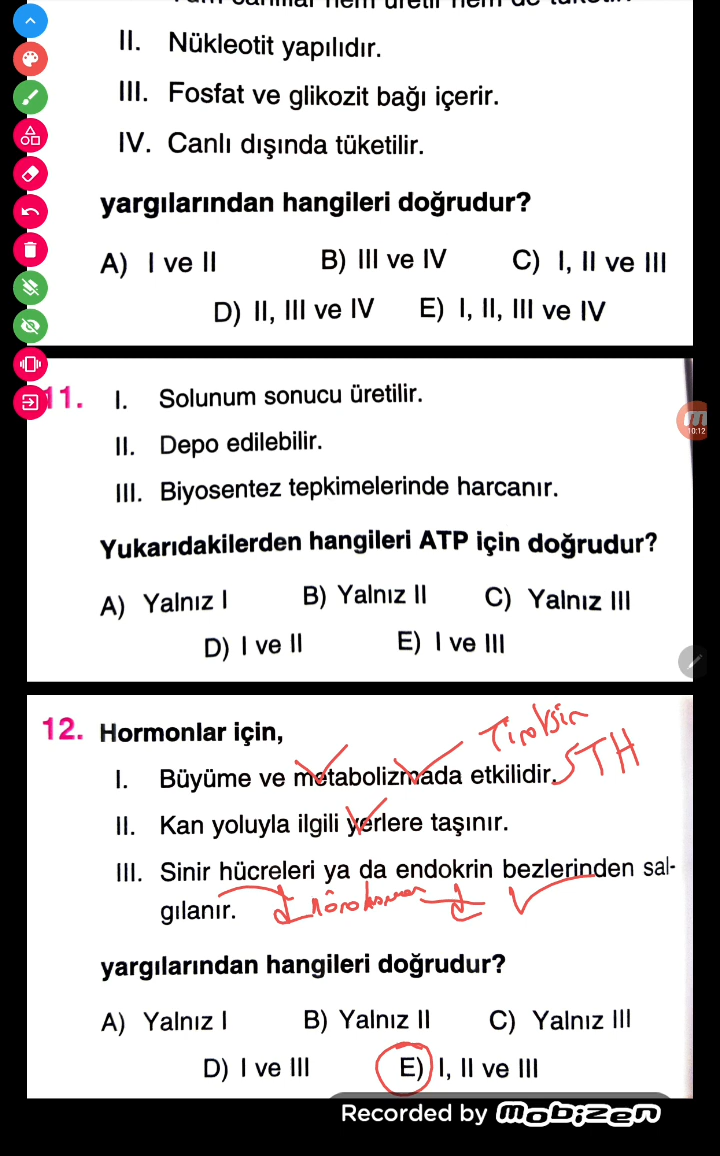 II. Nükleotit yapılıdır.
III. Fosfat ve glikozit bağı içerir.
IV. Canlı dışında tüketilir.
yargılarından hangileri doğrudur?
A) I ve II B) III ve IV C) I, II ve III
D) II, III ve IV E) I, II, III ve IV
11. I. Solunum sonucu üretilir.
II. Depo edilebilir.
III. Biyosentez tepkimelerinde harcanır.
Yukarıdakilerden hangileri ATP için doğrudur?
A) Yalnız I B) Yalnız II C) Yalnız III
D) I ve II E) I ve III
10:12
12. Hormonlar için,
Tiroksin
I. Büyüme ve metabolizmada etkilidir. STH
II. Kan yoluyla ilgili yerlere taşınır.
III. Sinir hücreleri ya da endokrin bezlerinden sal-
gılanır.
yargılarından hangileri doğrudur?
A) Yalnız I B) Yalnız II C) Yalnız III
D) I ve III E) I, II ve III
Recorded by mobizen